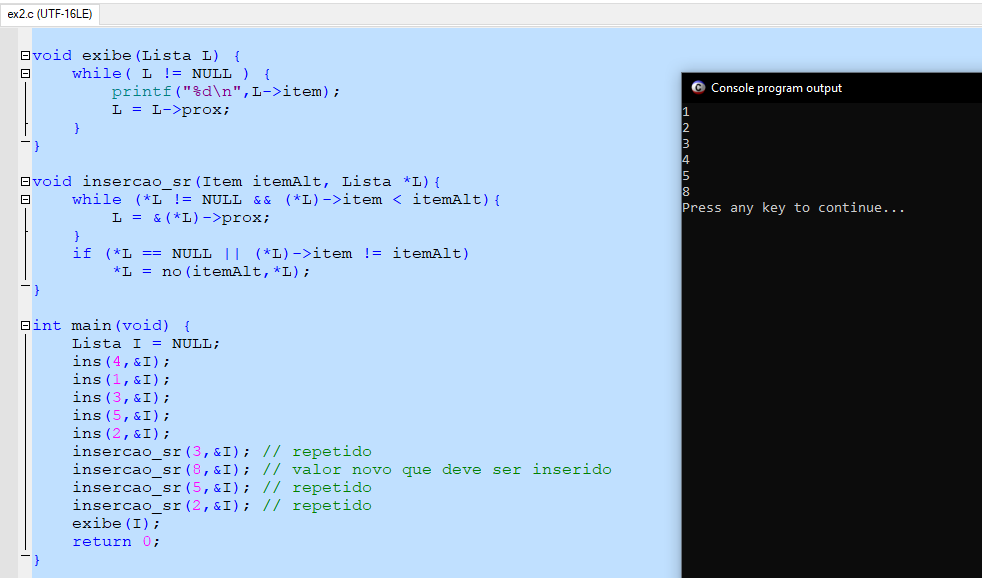 ex2.c (UTF-16LE)
void exibe(Lista L) {
    while( L != NULL ) {
        printf("%d\n",L->item);
        L = L->prox;
    }
}
void insercao_sr(Item itemAlt, Lista *L){
    while (*L != NULL && (*L)->item < itemAlt){
        L = &(*L)->prox;
    }
    if (*L == NULL || (*L)->item != itemAlt)
        *L = no(itemAlt,*L);
}
int main(void) {
    Lista I = NULL;
    ins(4,&I);
    ins(1,&I);
    ins(3,&I);
    ins(5,&I);
    ins(2,&I);
    insercao_sr(3,&I); // repetido
    insercao_sr(8,&I); // valor novo que deve ser inserido
    insercao_sr(5,&I); // repetido
    insercao_sr(2,&I); // repetido
    exibe(I);
    return 0;
}
Console program output
1
2
3
4
5
8
Press any key to continue...